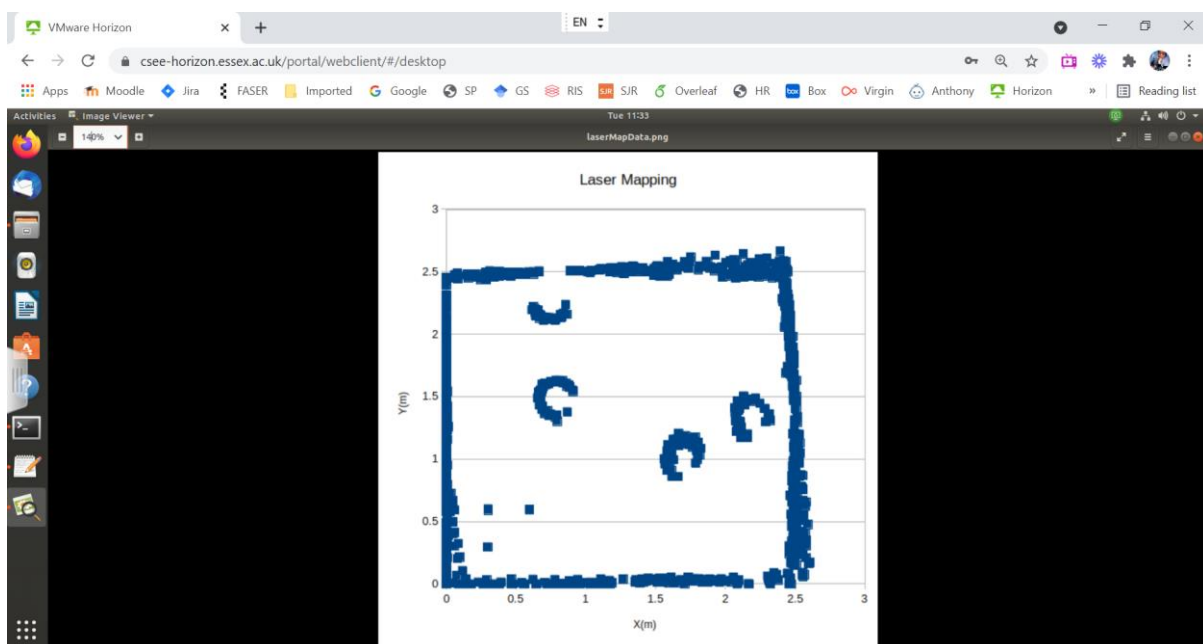 VMware Horizon
EN
csee-horizon.essex.ac.uk/portal/webclient/#/desktop
Apps Moodle Jira FASER Imported Google SP GS RIS SJR SJR Overleaf HR box Box Virgin Anthony Horizon » Reading list
Activities Image Viewer Tue 11:33
140% laserMapData.png
Laser Mapping
3
2.5
2
1.5
1
0.5
0
Y(m)
0 0.5 1 1.5 2 2.5 3
X(m)